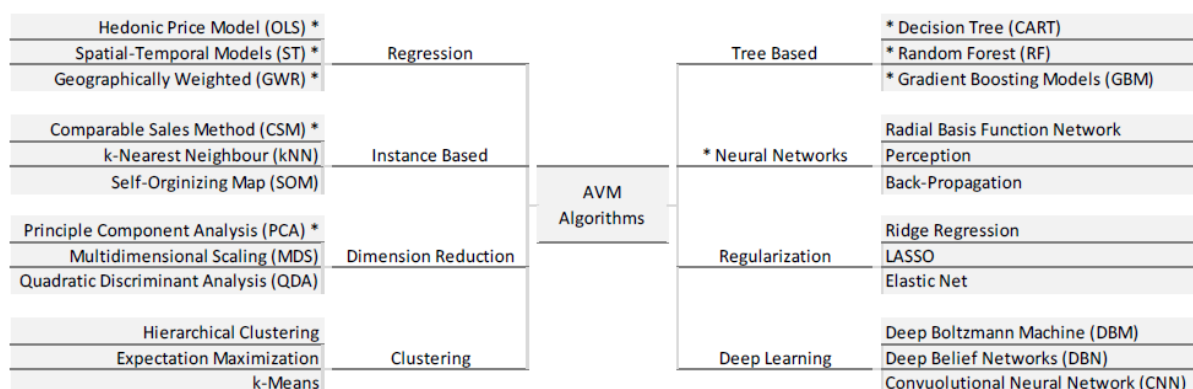 Hedonic Price Model (OLS) *
Spatial-Temporal Models (ST) *
Geographically Weighted (GWR) *
Regression
Comparable Sales Method (CSM) *
k-Nearest Neighbour (kNN)
Self-Orginizing Map (SOM)
Instance Based
Principle Component Analysis (PCA) *
Multidimensional Scaling (MDS)
Quadratic Discriminant Analysis (QDA)
Dimension Reduction
Hierarchical Clustering
Expectation Maximization
k-Means
Clustering
AVM
Algorithms
Tree Based
* Decision Tree (CART)
* Random Forest (RF)
* Gradient Boosting Models (GBM)
* Neural Networks
Radial Basis Function Network
Perception
Back-Propagation
Regularization
Ridge Regression
LASSO
Elastic Net
Deep Learning
Deep Boltzmann Machine (DBM)
Deep Belief Networks (DBN)
Convuolutional Neural Network (CNN)